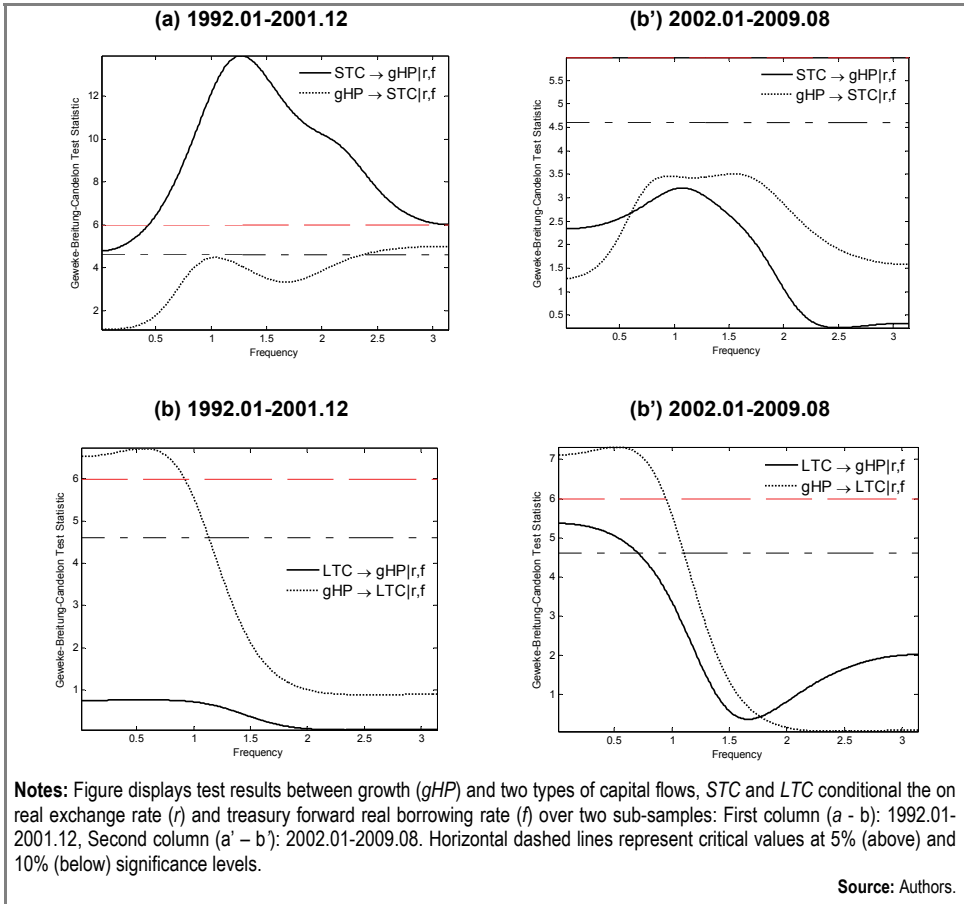 (a) 1992.01-2001.12
Geweke-Breitung-Candelon Test Statistic
12
10
8
6
4
2
STC → gHP|r,f
gHP → STC|r,f
0.5 1 1.5 2 2.5 3
Frequency
(b') 2002.01-2009.08
Geweke-Breitung-Candelon Test Statistic
5.5
5
4.5
4
3.5
3
2.5
2
1.5
1
0.5
STC → gHP|r,f
gHP → STC|r,f
0.5 1 1.5 2 2.5 3
Frequency
(b) 1992.01-2001.12
Geweke-Breitung-Candelon Test Statistic
6
5
4
3
2
1
LTC → gHP|r,f
gHP → LTC|r,f
0.5 1 1.5 2 2.5 3
Frequency
(b') 2002.01-2009.08
Geweke-Breitung-Candelon Test Statistic
7
6
5
4
3
2
1
LTC → gHP|r,f
gHP → LTC|r,f
0.5 1 1.5 2 2.5 3
Frequency
Notes: Figure displays test results between growth (gHP) and two types of capital flows, STC and LTC conditional the on
real exchange rate (r) and treasury forward real borrowing rate (f) over two sub-samples: First column (a - b): 1992.01-
2001.12, Second column (a' – b'): 2002.01-2009.08. Horizontal dashed lines represent critical values at 5% (above) and
10% (below) significance levels.
Source: Authors.